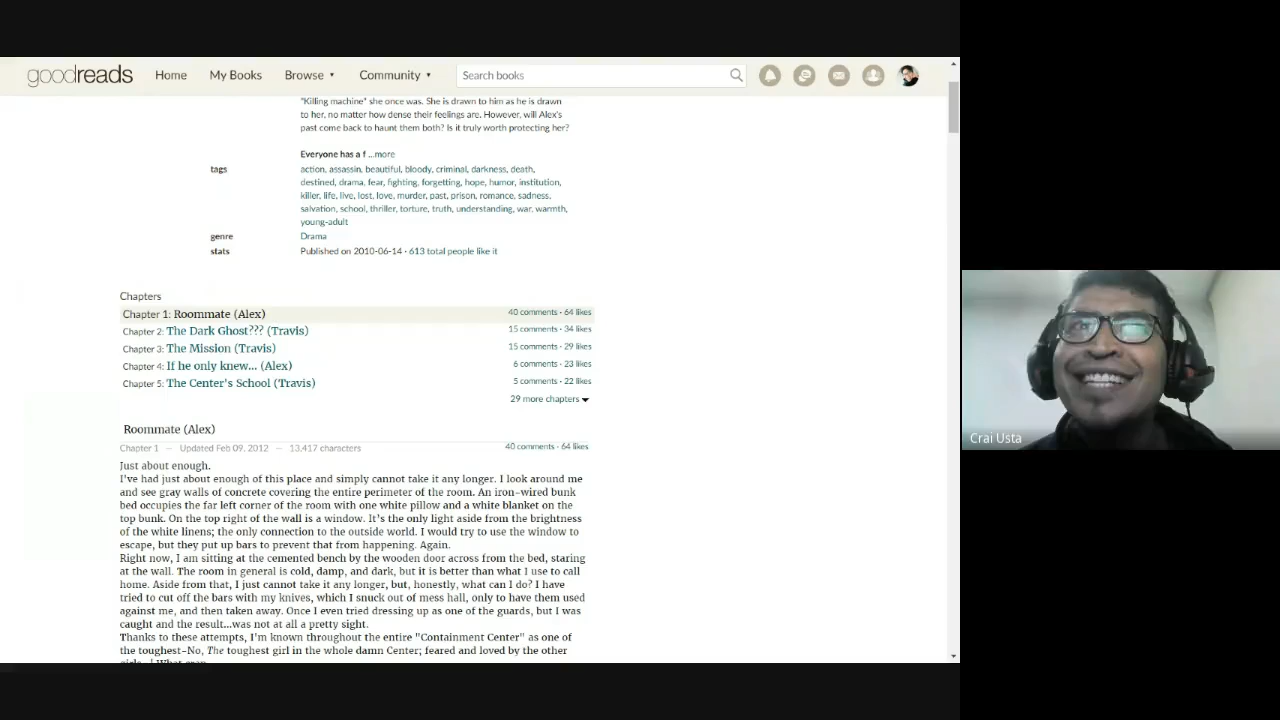 goodreads Home My Books Browse ▾ Community ▾ Search books
"Killing machine" she once was. She is drawn to him as he is drawn
to her, no matter how dense their feelings are. However, will Alex's
past come back to haunt them both? Is it truly worth protecting her?
Everyone has a f ...more
tags action, assassin, beautiful, bloody, criminal, darkness, death,
destined, drama, fear, fighting, forgetting, hope, humor, institution,
killer, life, live, lost, love, murder, past, prison, romance, sadness,
salvation, school, thriller, torture, truth, understanding, war, warmth,
young-adult
genre Drama
stats Published on 2010-06-14 · 613 total people like it
Chapters
Chapter 1: Roommate (Alex) 40 comments · 64 likes
Chapter 2: The Dark Ghost??? (Travis) 15 comments · 34 likes
Chapter 3: The Mission (Travis) 15 comments · 29 likes
Chapter 4: If he only knew... (Alex) 6 comments · 23 likes
Chapter 5: The Center's School (Travis) 5 comments · 22 likes
29 more chapters
Roommate (Alex)
Chapter 1 — Updated Feb 09, 2012 — 13,417 characters 40 comments · 64 likes
Just about enough.
I've had just about enough of this place and simply cannot take it any longer. I look around me
and see gray walls of concrete covering the entire perimeter of the room. An iron-wired bunk
bed occupies the far left corner of the room with one white pillow and a white blanket on the
top bunk. On the top right of the wall is a window. It's the only light aside from the brightness
of the white linens; the only connection to the outside world. I would try to use the window to
escape, but they put up bars to prevent that from happening. Again.
Right now, I am sitting at the cemented bench by the wooden door across from the bed, staring
at the wall. The room in general is cold, damp, and dark, but it is better than what I use to call
home. Aside from that, I just cannot take it any longer, but, honestly, what can I do? I have
tried to cut off the bars with my knives, which I snuck out of mess hall, only to have them used
against me, and then taken away. Once I even tried dressing up as one of the guards, but I was
caught and the result...was not at all a pretty sight.
Thanks to these attempts, I'm known throughout the entire "Containment Center" as one of
the toughest-No, The toughest girl in the whole damn Center; feared and loved by the other
Crai Usta